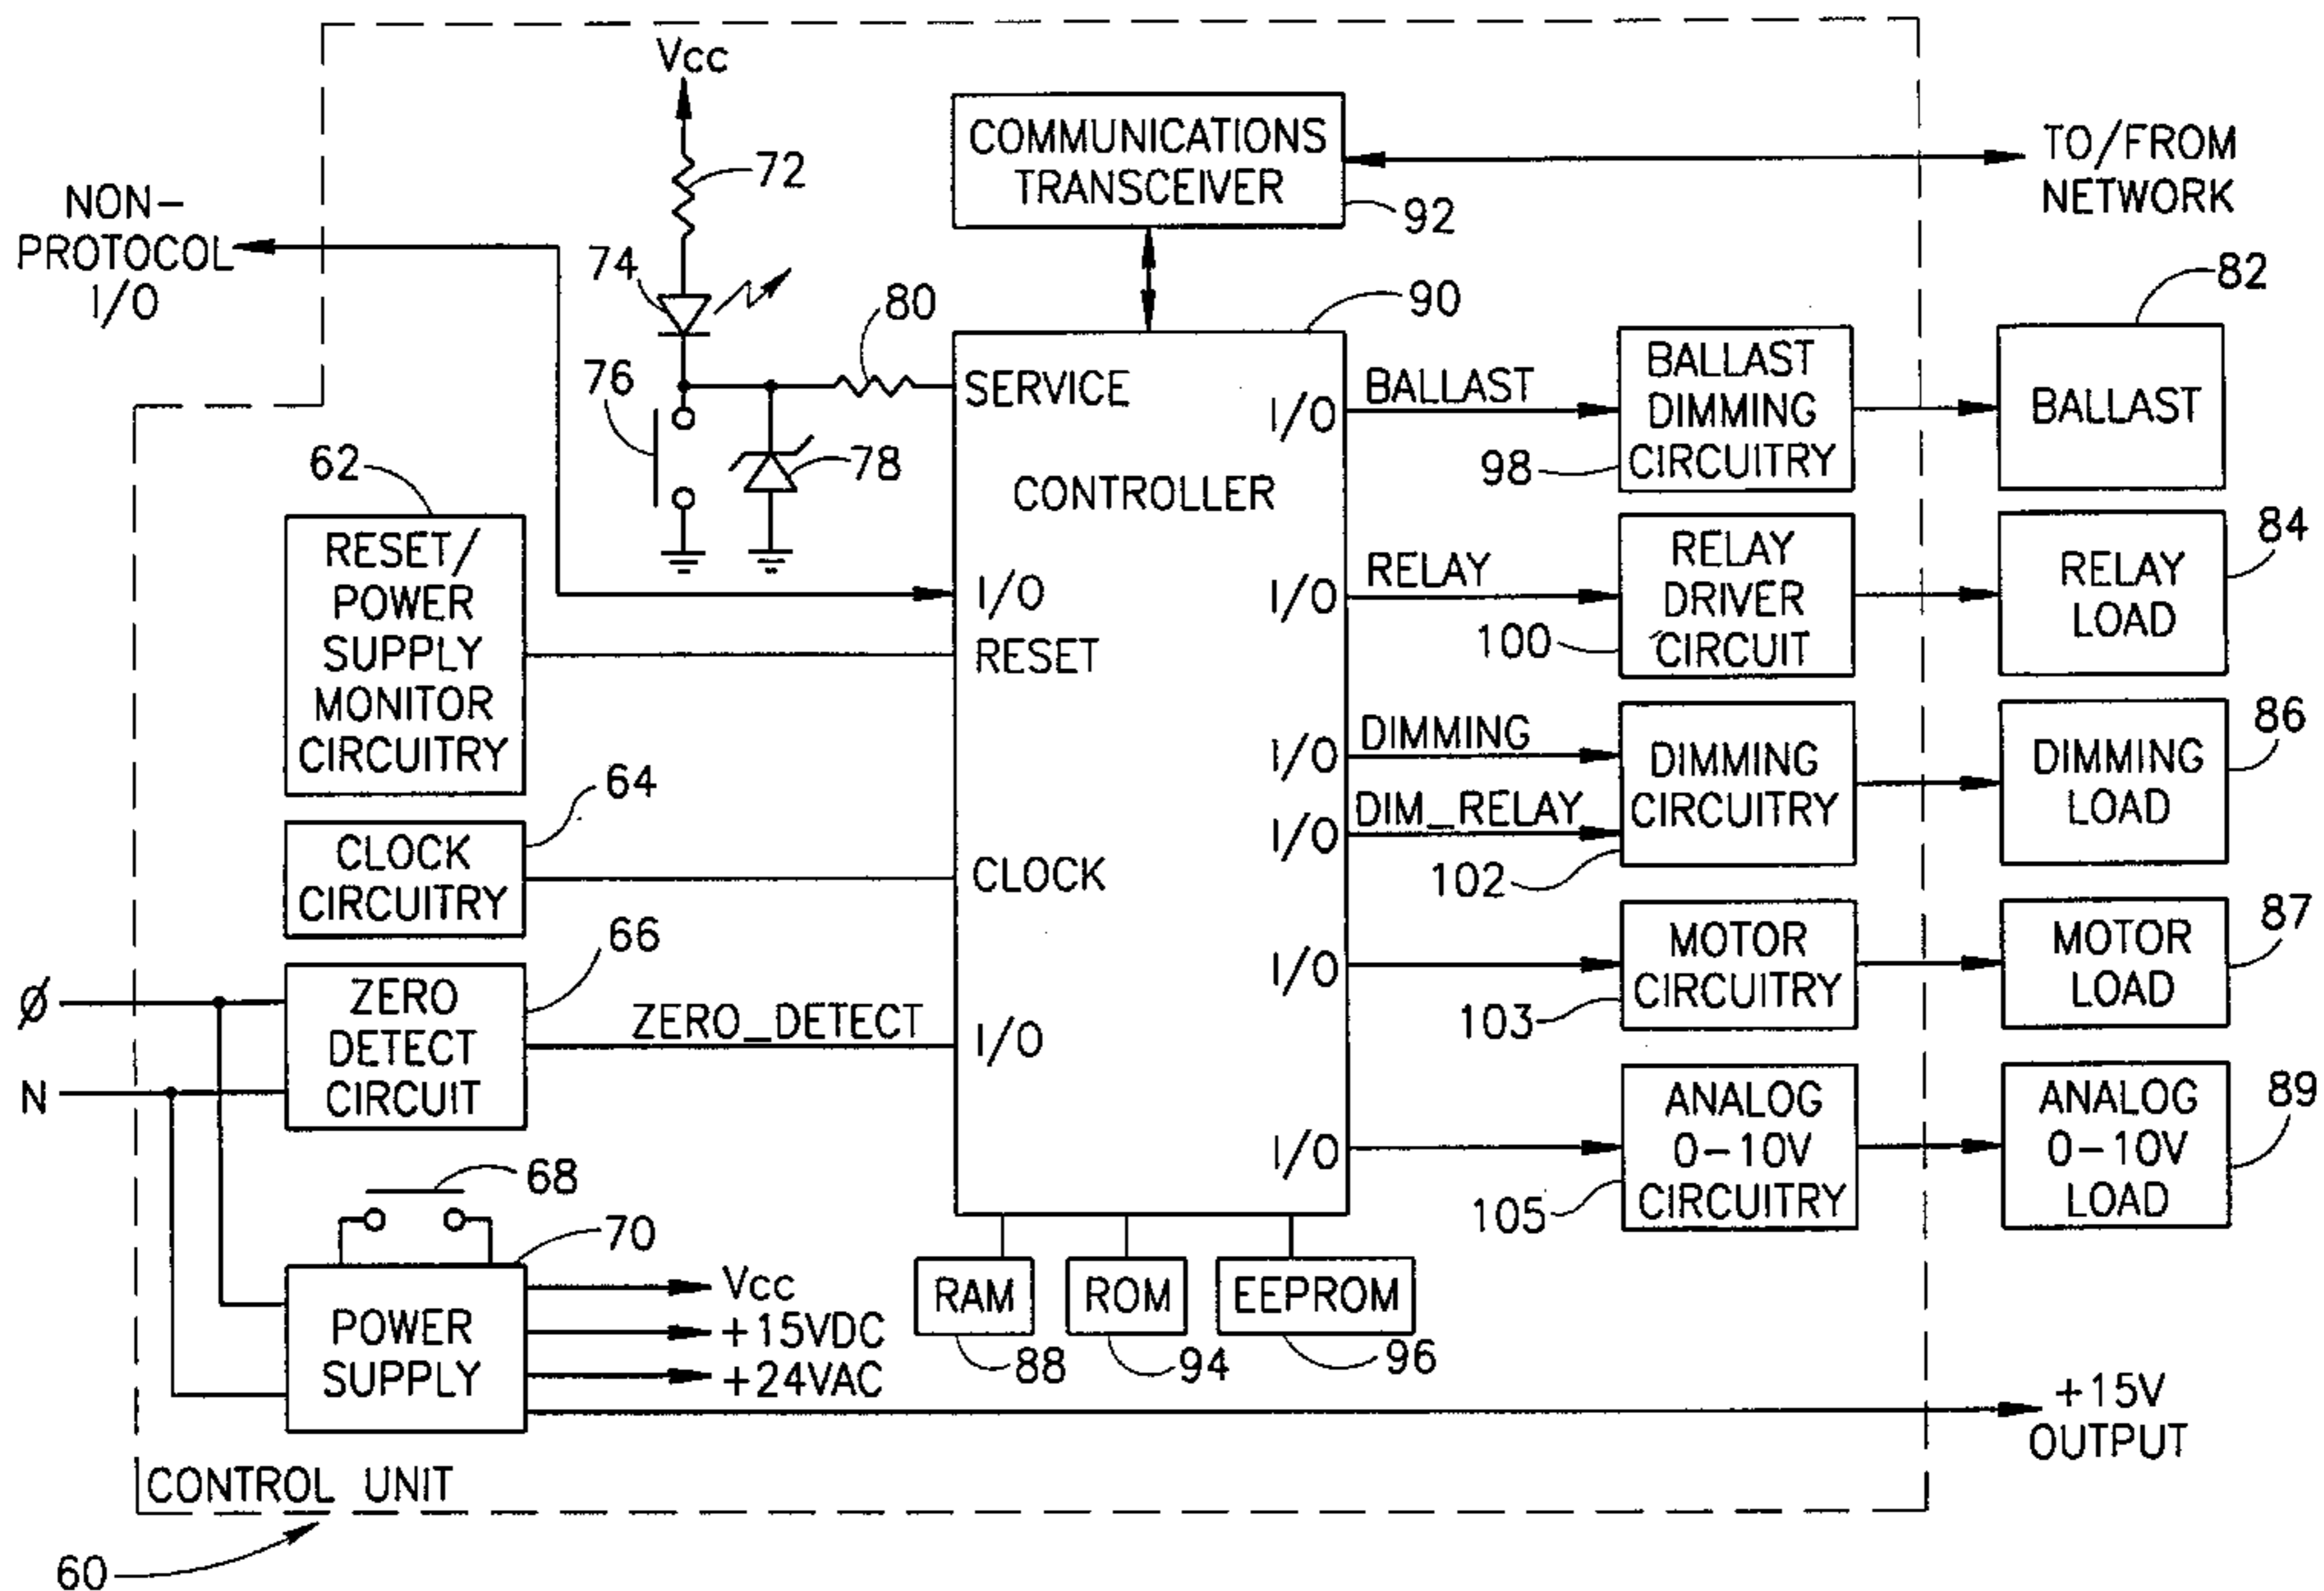 Vcc
72
COMMUNICATIONS
TRANSCEIVER
92
TO/FROM
NETWORK
NON-
PROTOCOL
I/O
74
80
90
82
76
SERVICE
I/O
BALLAST
BALLAST
DIMMING
CIRCUITRY
98
BALLAST
62
78
CONTROLLER
RESET/
POWER
SUPPLY
MONITOR
CIRCUITRY
I/O
RESET
I/O
RELAY
RELAY
DRIVER
CIRCUIT
100
RELAY
LOAD
84
I/O
DIMMING
I/O
DIM_RELAY
DIMMING
CIRCUITRY
102
DIMMING
LOAD
86
64
CLOCK
CIRCUITRY
CLOCK
66
I/O
MOTOR
CIRCUITRY
103
MOTOR
LOAD
87
Ø
N
ZERO
DETECT
CIRCUIT
ZERO_DETECT
I/O
I/O
ANALOG
0-10V
CIRCUITRY
105
ANALOG
0-10V
LOAD
89
68
70
POWER
SUPPLY
Vcc
+15VDC
+24VAC
RAM
88
ROM
94
EEPROM
96
+15V
OUTPUT
CONTROL UNIT
60